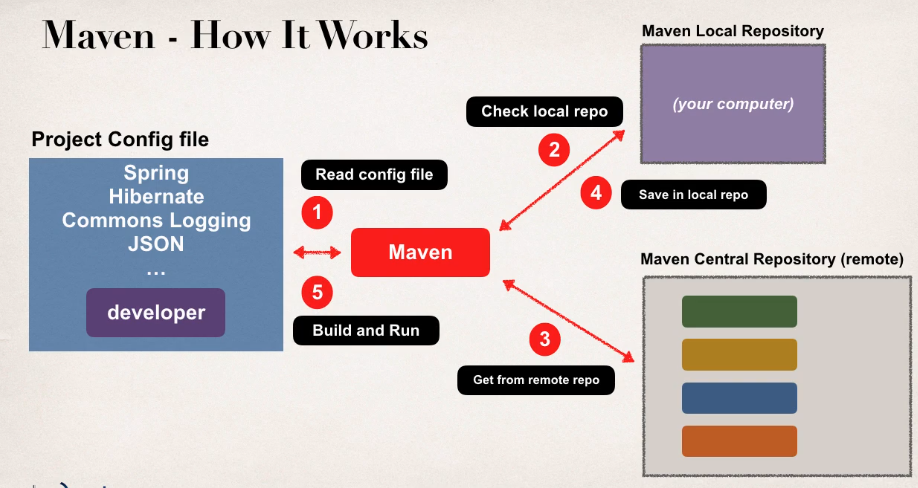 Maven - How It Works
Maven Local Repository
(your computer)
Check local repo
2
4
Save in local repo
Project Config file
Spring
Hibernate
Commons Logging
JSON
...
developer
Read config file
1
Maven
5
Build and Run
3
Get from remote repo
Maven Central Repository (remote)